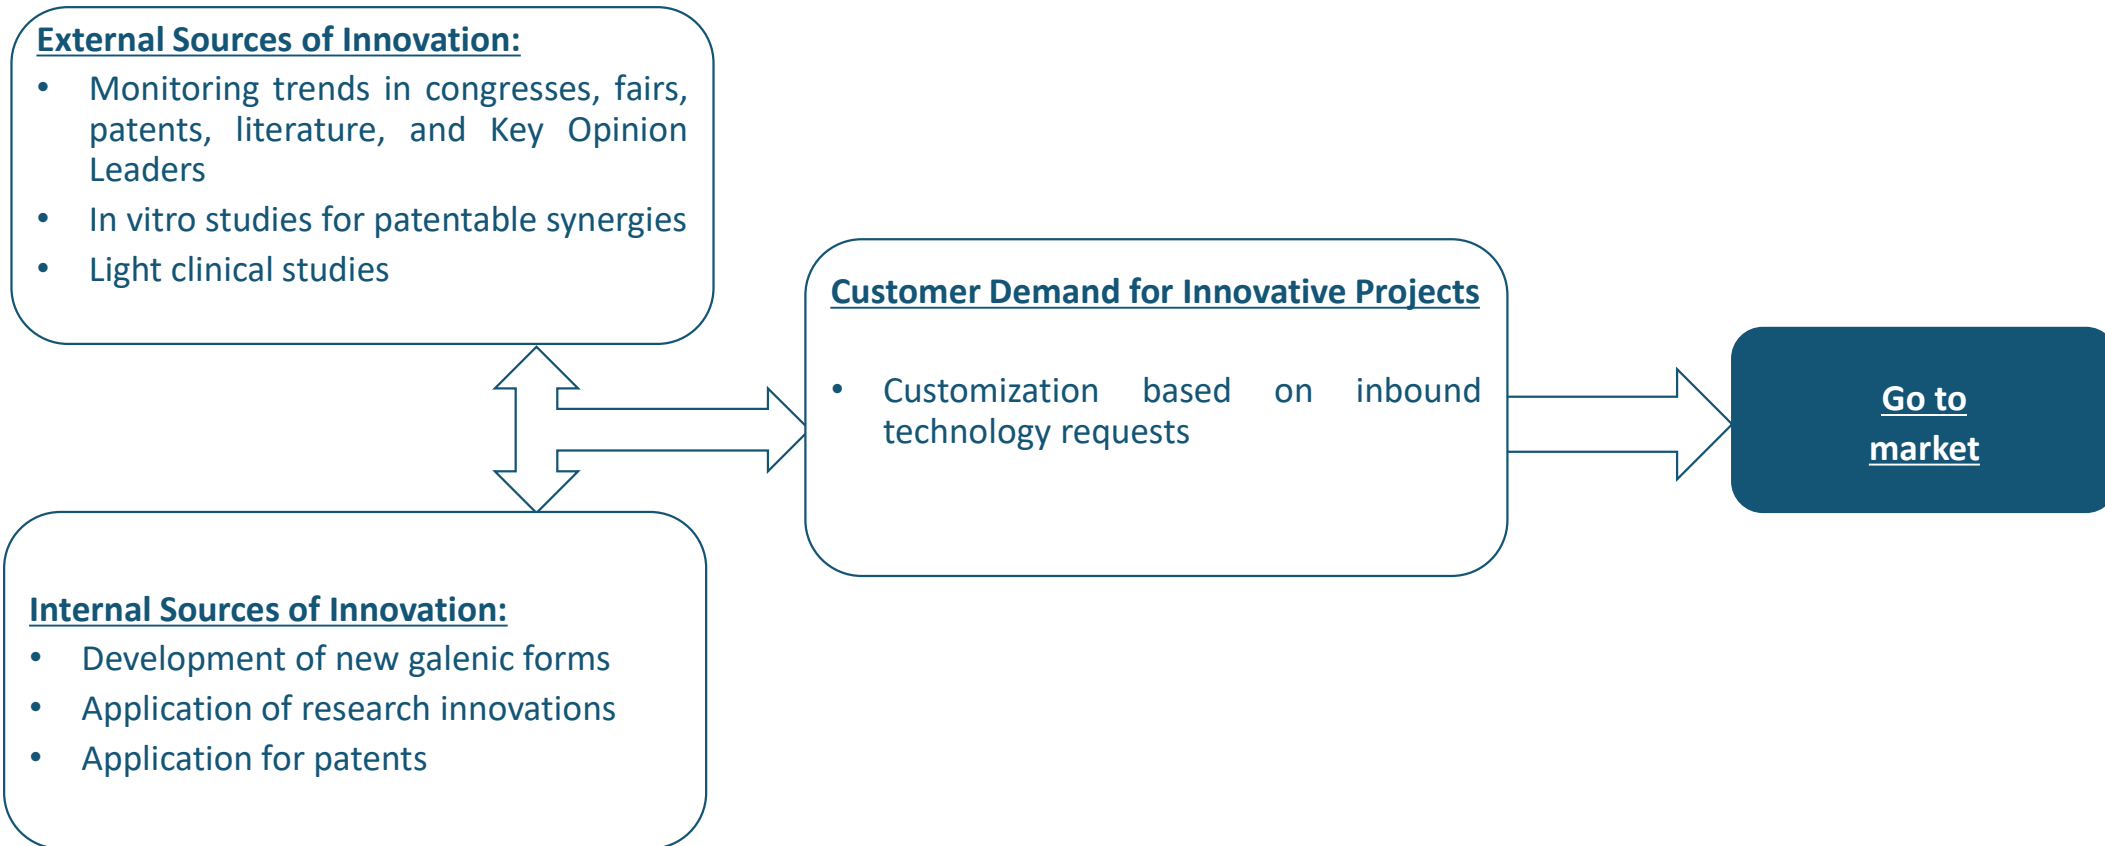 External Sources of Innovation:
• Monitoring trends in congresses, fairs,
patents, literature, and Key Opinion
Leaders
• In vitro studies for patentable synergies
• Light clinical studies
Internal Sources of Innovation:
• Development of new galenic forms
• Application of research innovations
• Application for patents
Customer Demand for Innovative Projects
• Customization based on inbound
technology requests
Go to
market